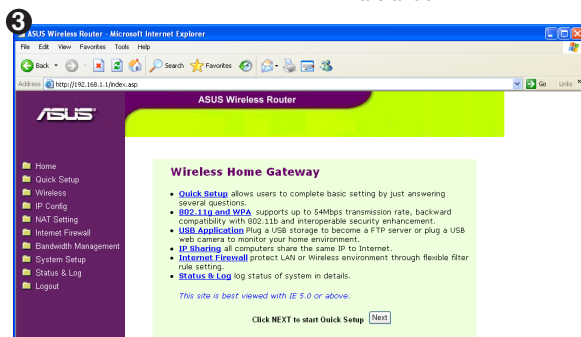 3
ASUS Wireless Router - Microsoft Internet Explorer
File Edit View Favorites Tools Help
Back Search Favorites
Address http://192.168.1.1/index.asp Go Links
ASUS Wireless Router
ASUS
Home
Quick Setup
Wireless
IP Config
NAT Setting
Internet Firewall
Bandwidth Management
System Setup
Status & Log
Logout
Wireless Home Gateway
Quick Setup allows users to complete basic setting by just answering
several questions.
802.11g and WPA supports up to 54Mbps transmission rate, backward
compatibility with 802.11b and interoperable security enhancement.
USB Application Plug a USB storage to become a FTP server or plug a USB
web camera to monitor your home environment.
IP Sharing all computers share the same IP to Internet.
Internet Firewall protect LAN or Wireless environment through flexible filter
rule setting.
Status & Log log status of system in details.
This site is best viewed with IE 5.0 or above.
Click NEXT to start Quick Setup Next